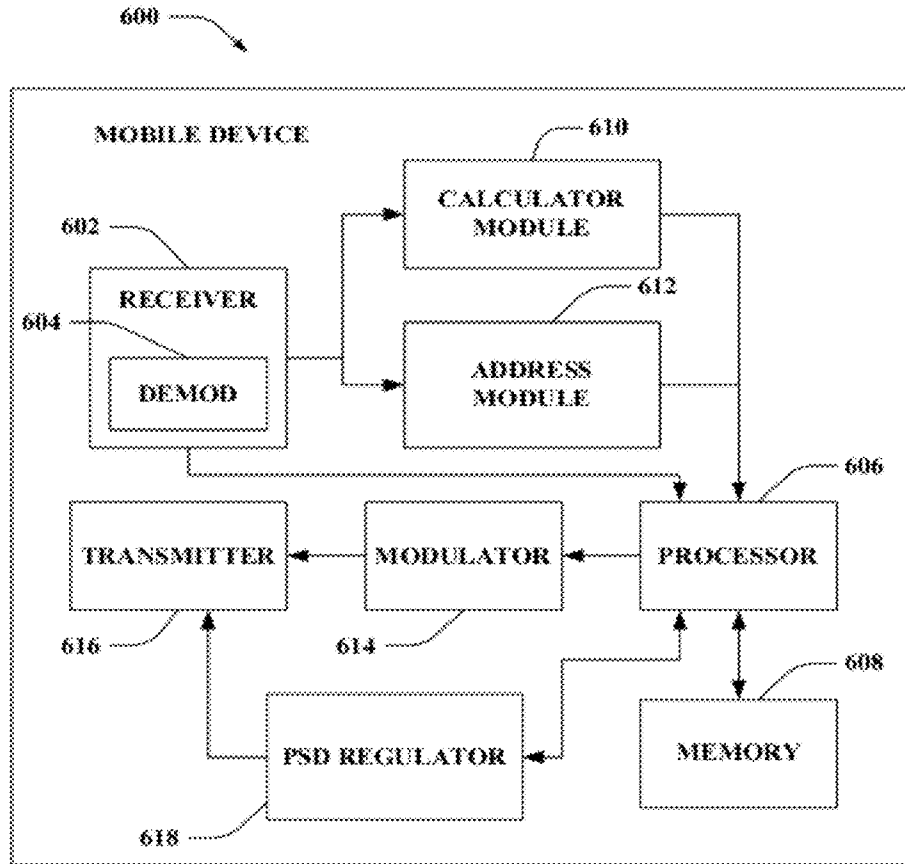 600
MOBILE DEVICE
610
CALCULATOR
MODULE
602
RECEIVER
612
604
ADDRESS
MODULE
DEMOD
606
TRANSMITTER
MODULATOR
PROCESSOR
616
614
608
PSD REGULATOR
MEMORY
618